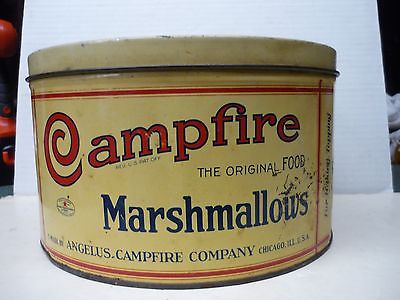 Campfire
REG. U.S. PAT. OFF.
THE ORIGINAL FOOD
Marshmallows
MADE BY ANGELUS-CAMPFIRE COMPANY CHICAGO, ILL. U.S.A.